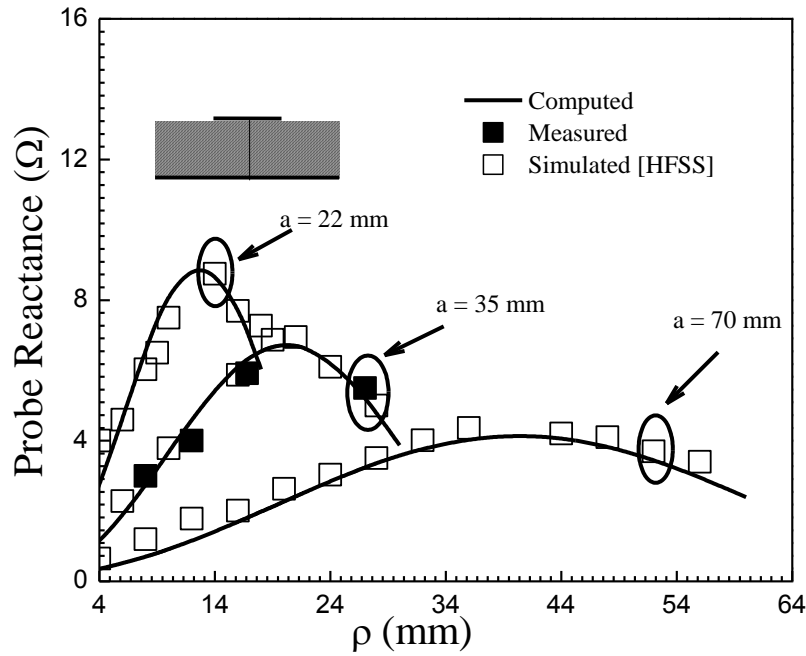 16
12
8
4
0
Probe Reactance (Ω)
Computed
Measured
Simulated [HFSS]
a = 22 mm
a = 35 mm
a = 70 mm
4 14 24 34 44 54 64
ρ (mm)